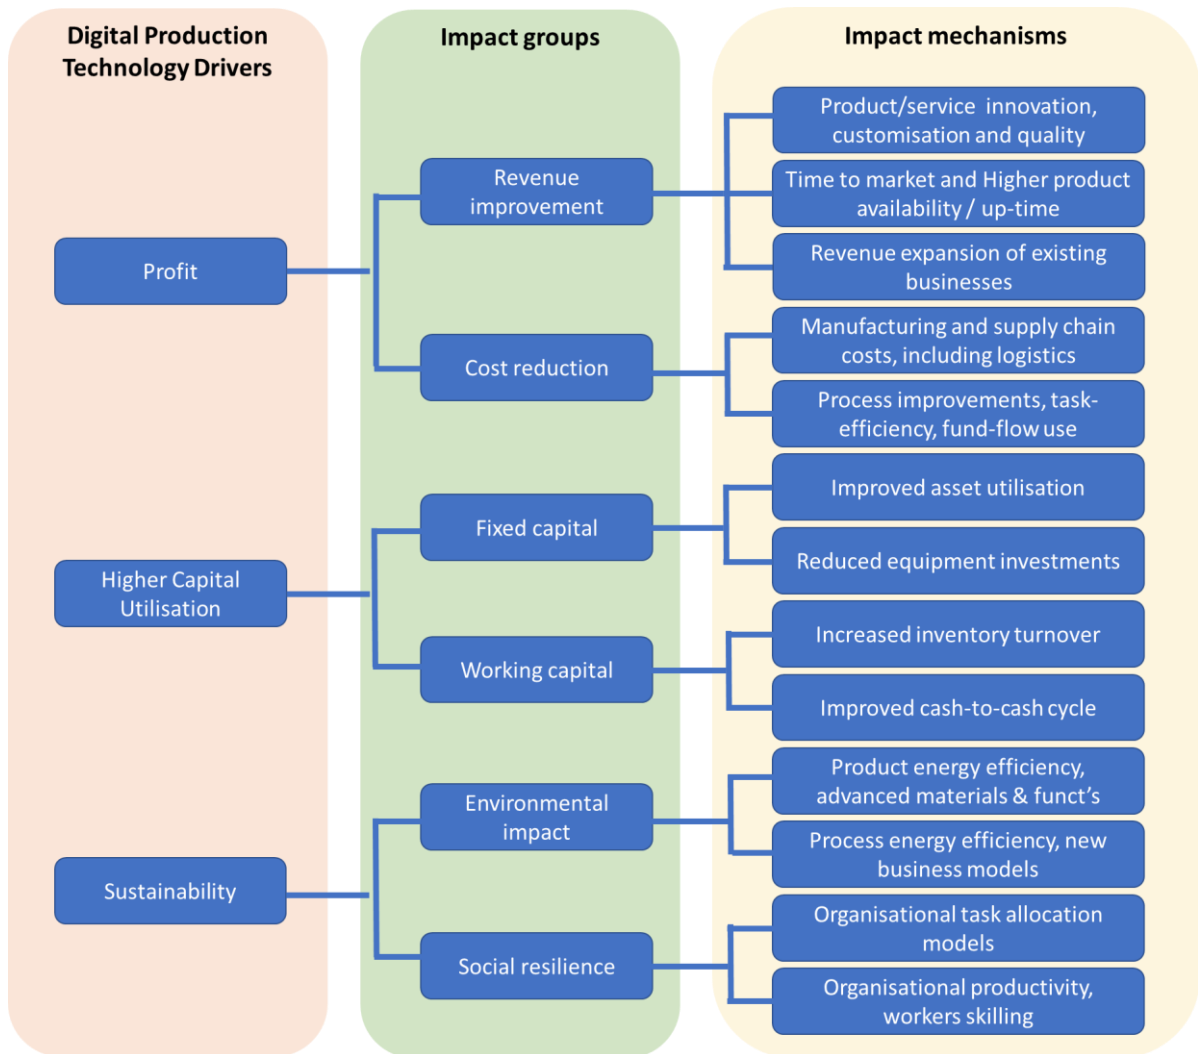 Digital Production
Technology Drivers
Impact groups
Impact mechanisms
Profit
Higher Capital
Utilisation
Sustainability
Revenue
improvement
Cost reduction
Fixed capital
Working capital
Environmental
impact
Social resilience
Product/service innovation,
customisation and quality
Time to market and Higher product
availability / up-time
Revenue expansion of existing
businesses
Manufacturing and supply chain
costs, including logistics
Process improvements, task-
efficiency, fund-flow use
Improved asset utilisation
Reduced equipment investments
Increased inventory turnover
Improved cash-to-cash cycle
Product energy efficiency,
advanced materials & funct's
Process energy efficiency, new
business models
Organisational task allocation
models
Organisational productivity,
workers skilling